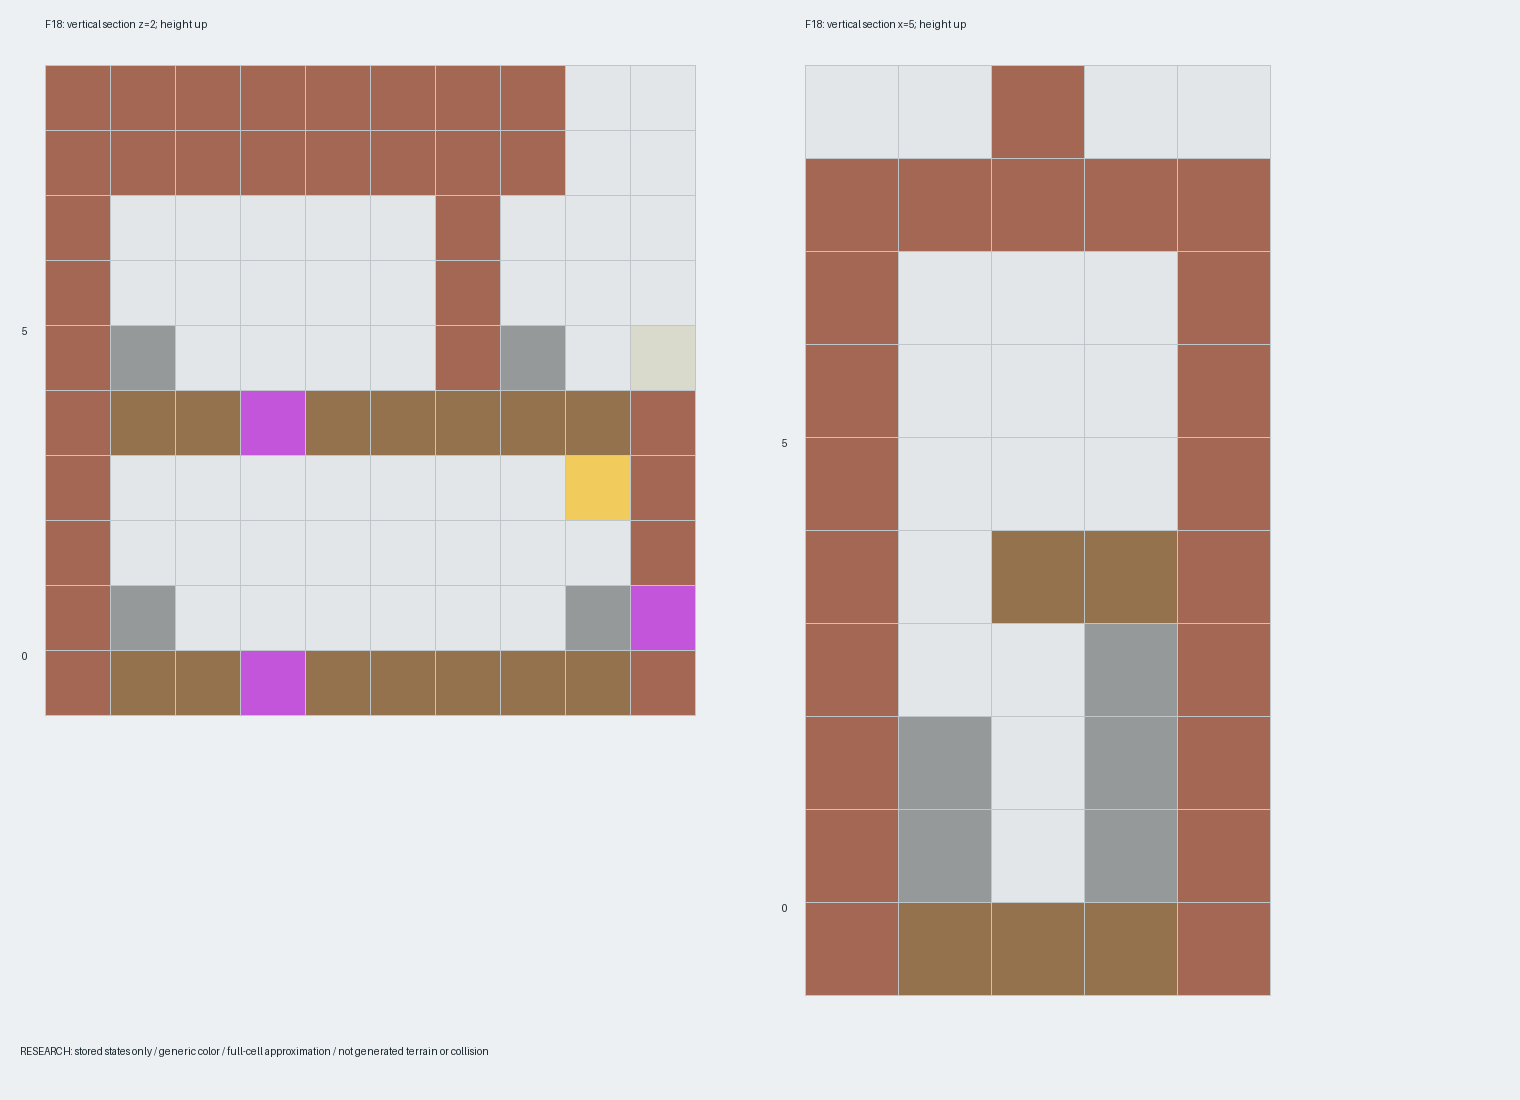 F18: vertical section z=2; height up
F18: vertical section x=5; height up
5
5
0
0
RESEARCH: stored states only / generic color / full-cell approximation / not generated terrain or collision